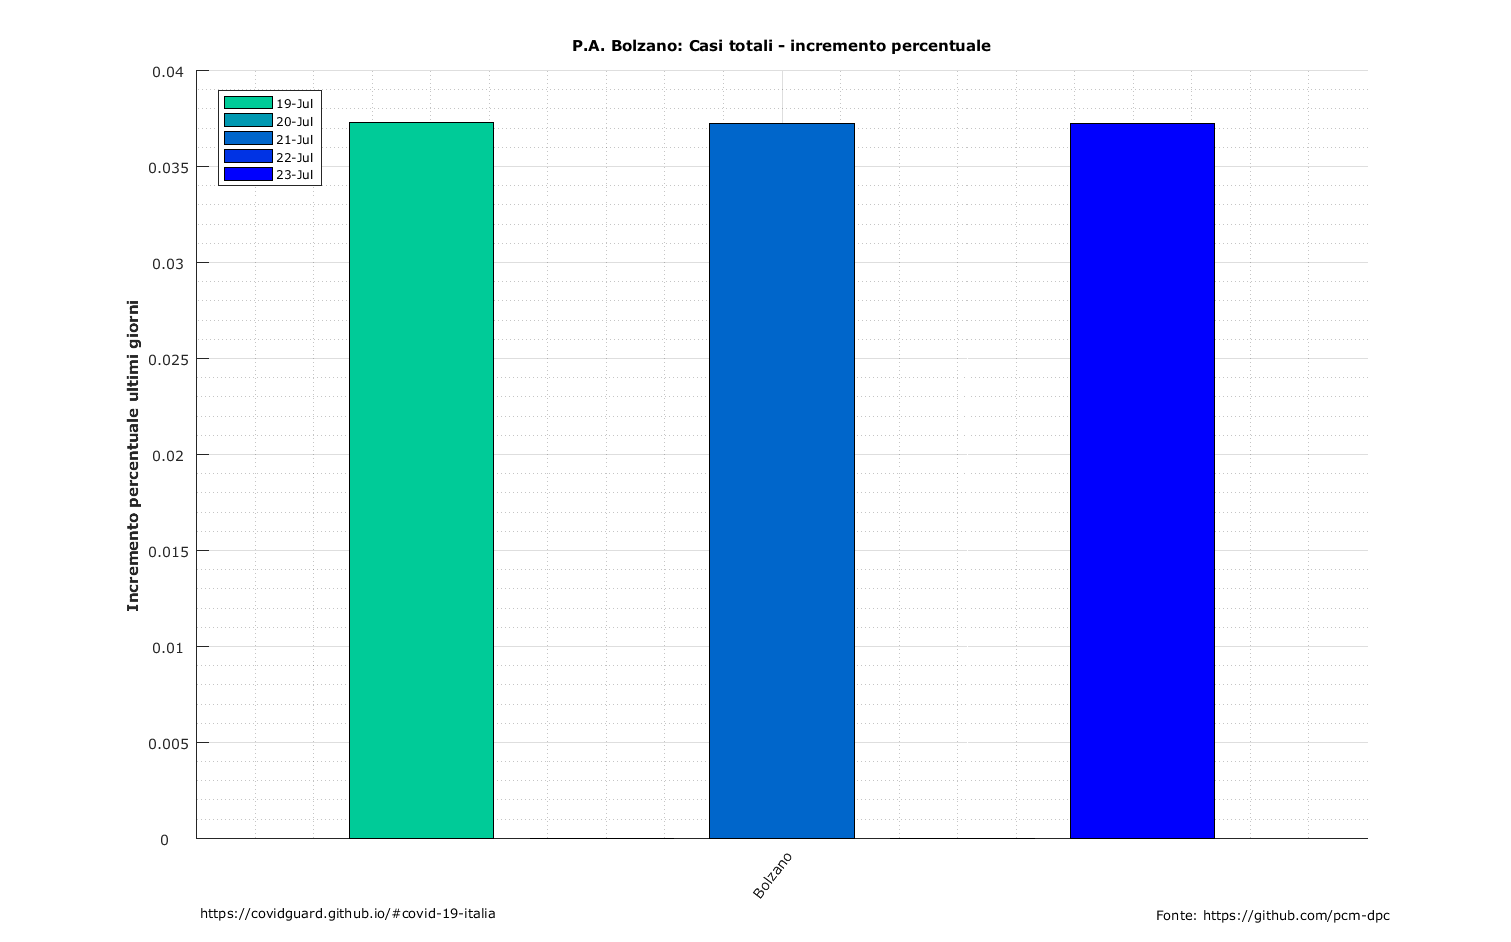 P.A. Bolzano: Casi totali - incremento percentuale
0.04
0.035
0.03
0.025
0.02
0.015
0.01
0.005
0
Incremento percentuale ultimi giorni
19-Jul
20-Jul
21-Jul
22-Jul
23-Jul
Bolzano
https://covidguard.github.io/#covid-19-italia
Fonte: https://github.com/pcm-dpc